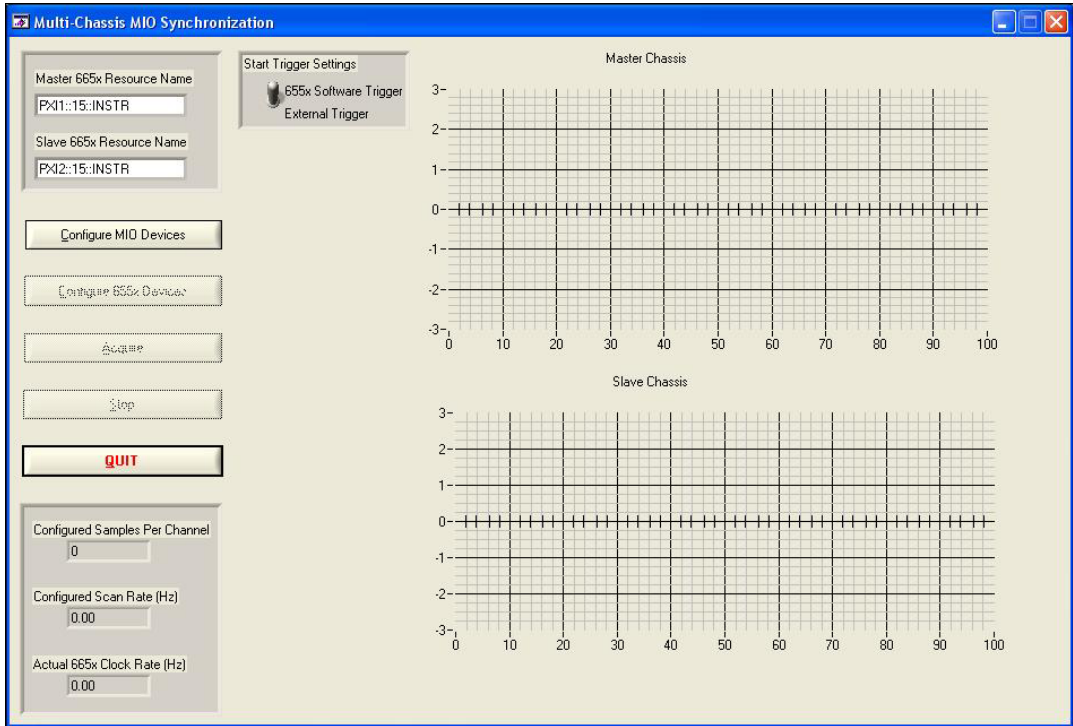 Multi-Chassis MIO Synchronization
Master 665x Resource Name
PXI1::15::INSTR
Slave 665x Resource Name
PXI2::15::INSTR
Start Trigger Settings
655x Software Trigger
External Trigger
Configure MIO Devices
Configure 655x Devices
Acquire
Stop
QUIT
Configured Samples Per Channel
0
Configured Scan Rate (Hz)
0.00
Actual 665x Clock Rate (Hz)
0.00
Master Chassis
3
2
1
0
-1
-2
-3
0 10 20 30 40 50 60 70 80 90 100
Slave Chassis
3
2
1
0
-1
-2
-3
0 10 20 30 40 50 60 70 80 90 100